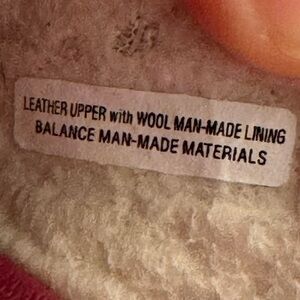 LEATHER UPPER with WOOL MAN-MADE LINING
BALANCE MAN-MADE MATERIALS